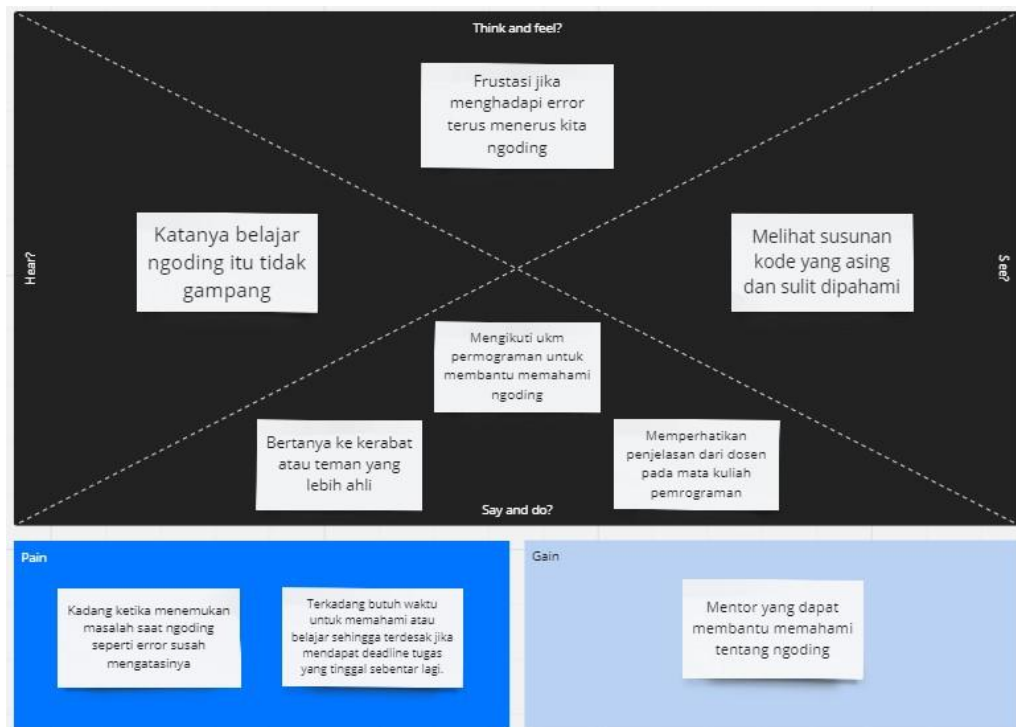 Think and feel?
Frustasi jika
menghadapi error
terus menerus kita
ngoding
Hear?
Katanya belajar
ngoding itu tidak
gampang
Melihat susunan
kode yang asing
dan sulit dipahami
See?
Mengikuti ukm
permograman untuk
membantu memahami
ngoding
Bertanya ke kerabat
atau teman yang
lebih ahli
Memperhatikan
penjelasan dari dosen
pada mata kuliah
pemrograman
Say and do?
Pain
Kadang ketika menemukan
masalah saat ngoding
seperti error susah
mengatasinya
Terkadang butuh waktu
untuk memahami atau
belajar sehingga terdesak jika
mendapat deadline tugas
yang tinggal sebentar lagi.
Gain
Mentor yang dapat
membantu memahami
tentang ngoding